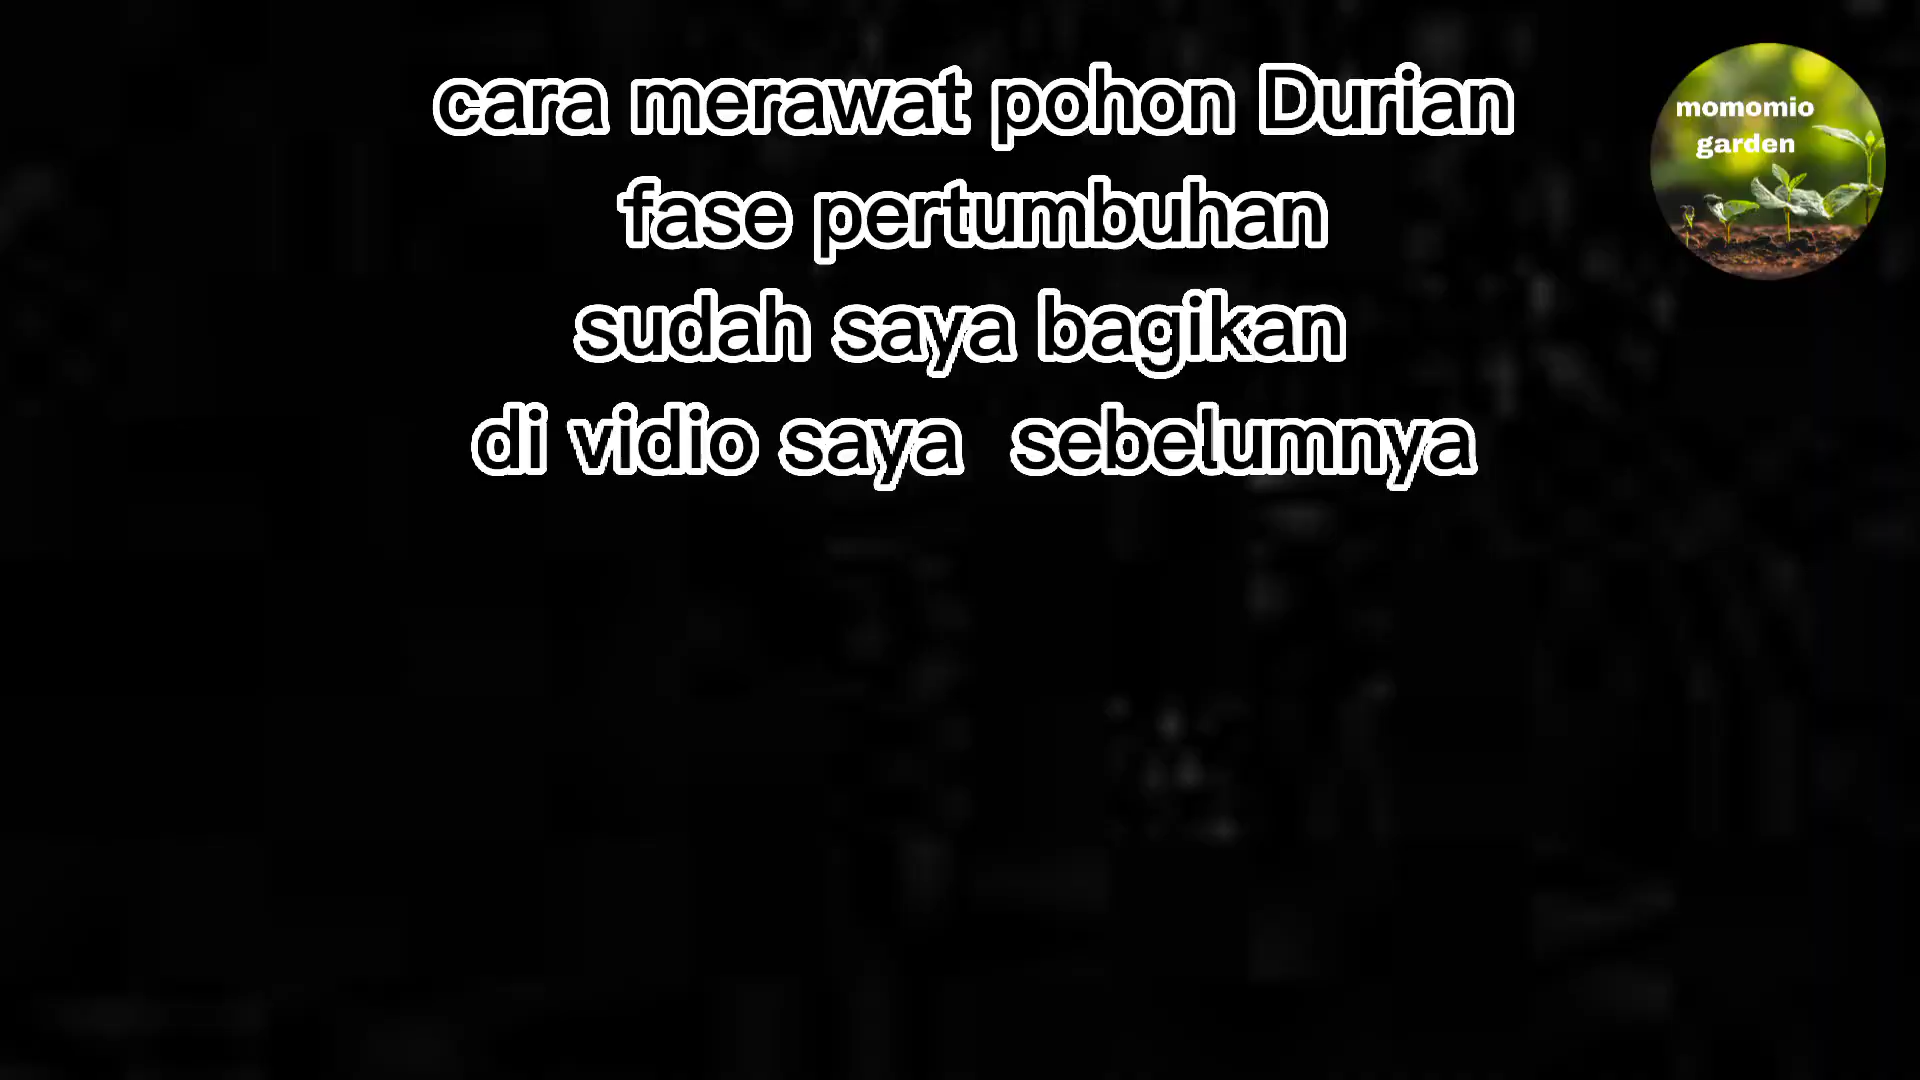 cara merawat pohon Durian
fase pertumbuhan
sudah saya bagikan
di vidio saya sebelumnya
momomio
garden